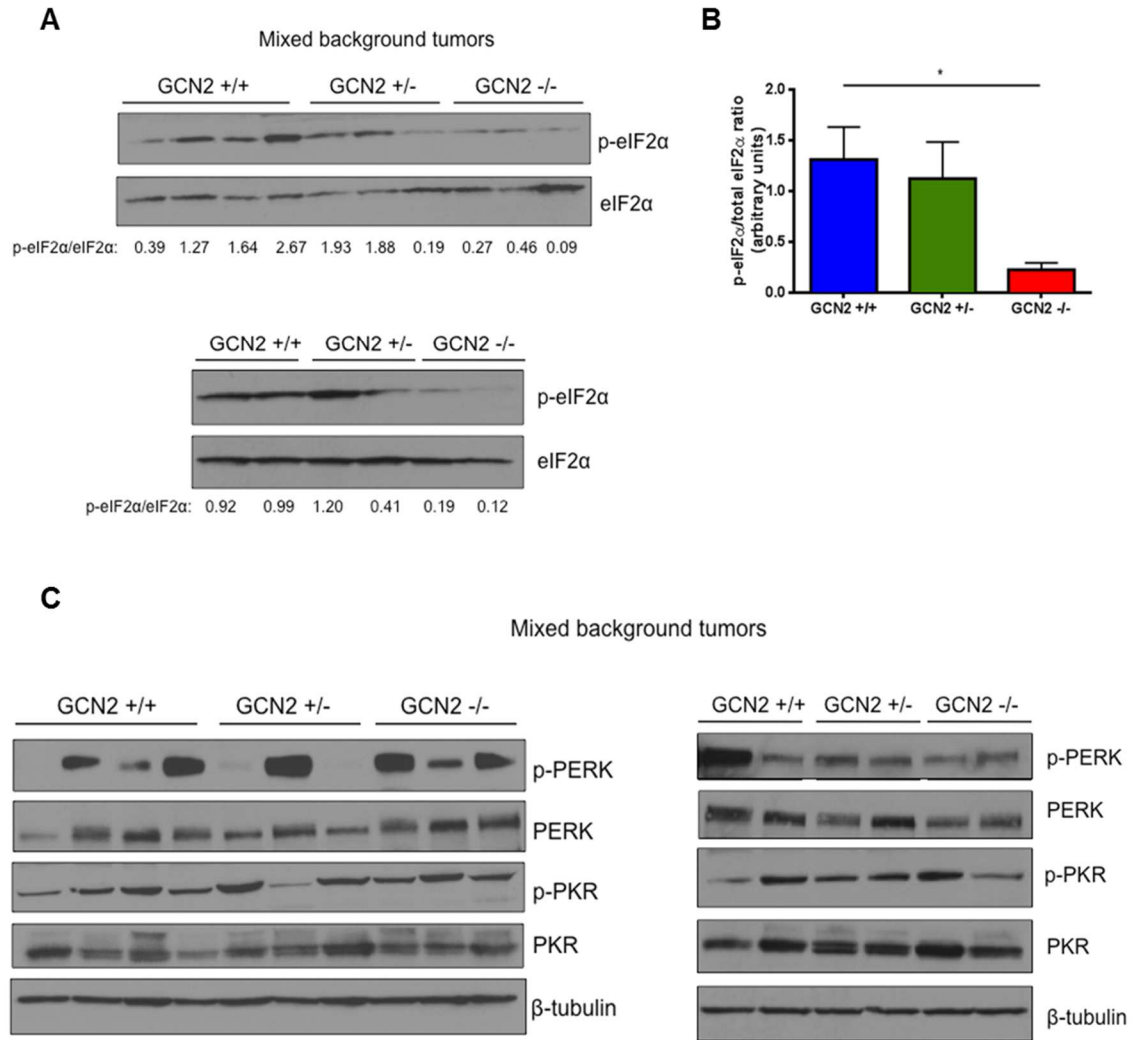 A
Mixed background tumors
GCN2 +/+ GCN2 +/- GCN2 -/-
p-eIF2α
eIF2α
p-eIF2α/eIF2α: 0.39 1.27 1.64 2.67 1.93 1.88 0.19 0.27 0.46 0.09
GCN2 +/+ GCN2 +/- GCN2 -/-
p-eIF2α
eIF2α
p-eIF2α/eIF2α: 0.92 0.99 1.20 0.41 0.19 0.12
B
*
p-eIF2α/total eIF2α ratio
(arbitrary units)
2.0
1.5
1.0
0.5
0.0
GCN2 +/+ GCN2 +/- GCN2 -/-
C
Mixed background tumors
GCN2 +/+ GCN2 +/- GCN2 -/-
p-PERK
PERK
p-PKR
PKR
β-tubulin
GCN2 +/+ GCN2 +/- GCN2 -/-
p-PERK
PERK
p-PKR
PKR
β-tubulin